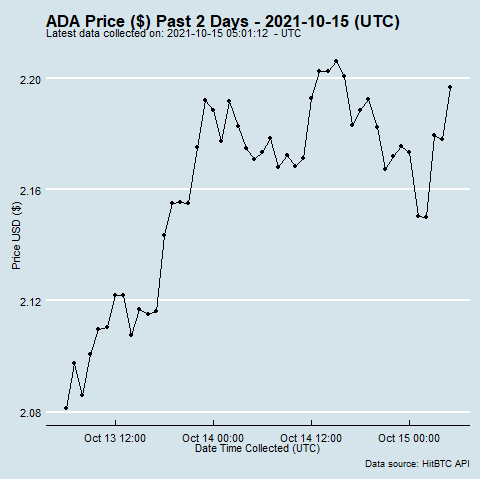 ADA Price ($) Past 2 Days - 2021-10-15 (UTC)
Latest data collected on: 2021-10-15 05:01:12  - UTC
2.20
2.16
2.12
2.08
Price USD ($)
Oct 13 12:00
Oct 14 00:00
Oct 14 12:00
Oct 15 00:00
Date Time Collected (UTC)
Data source: HitBTC API